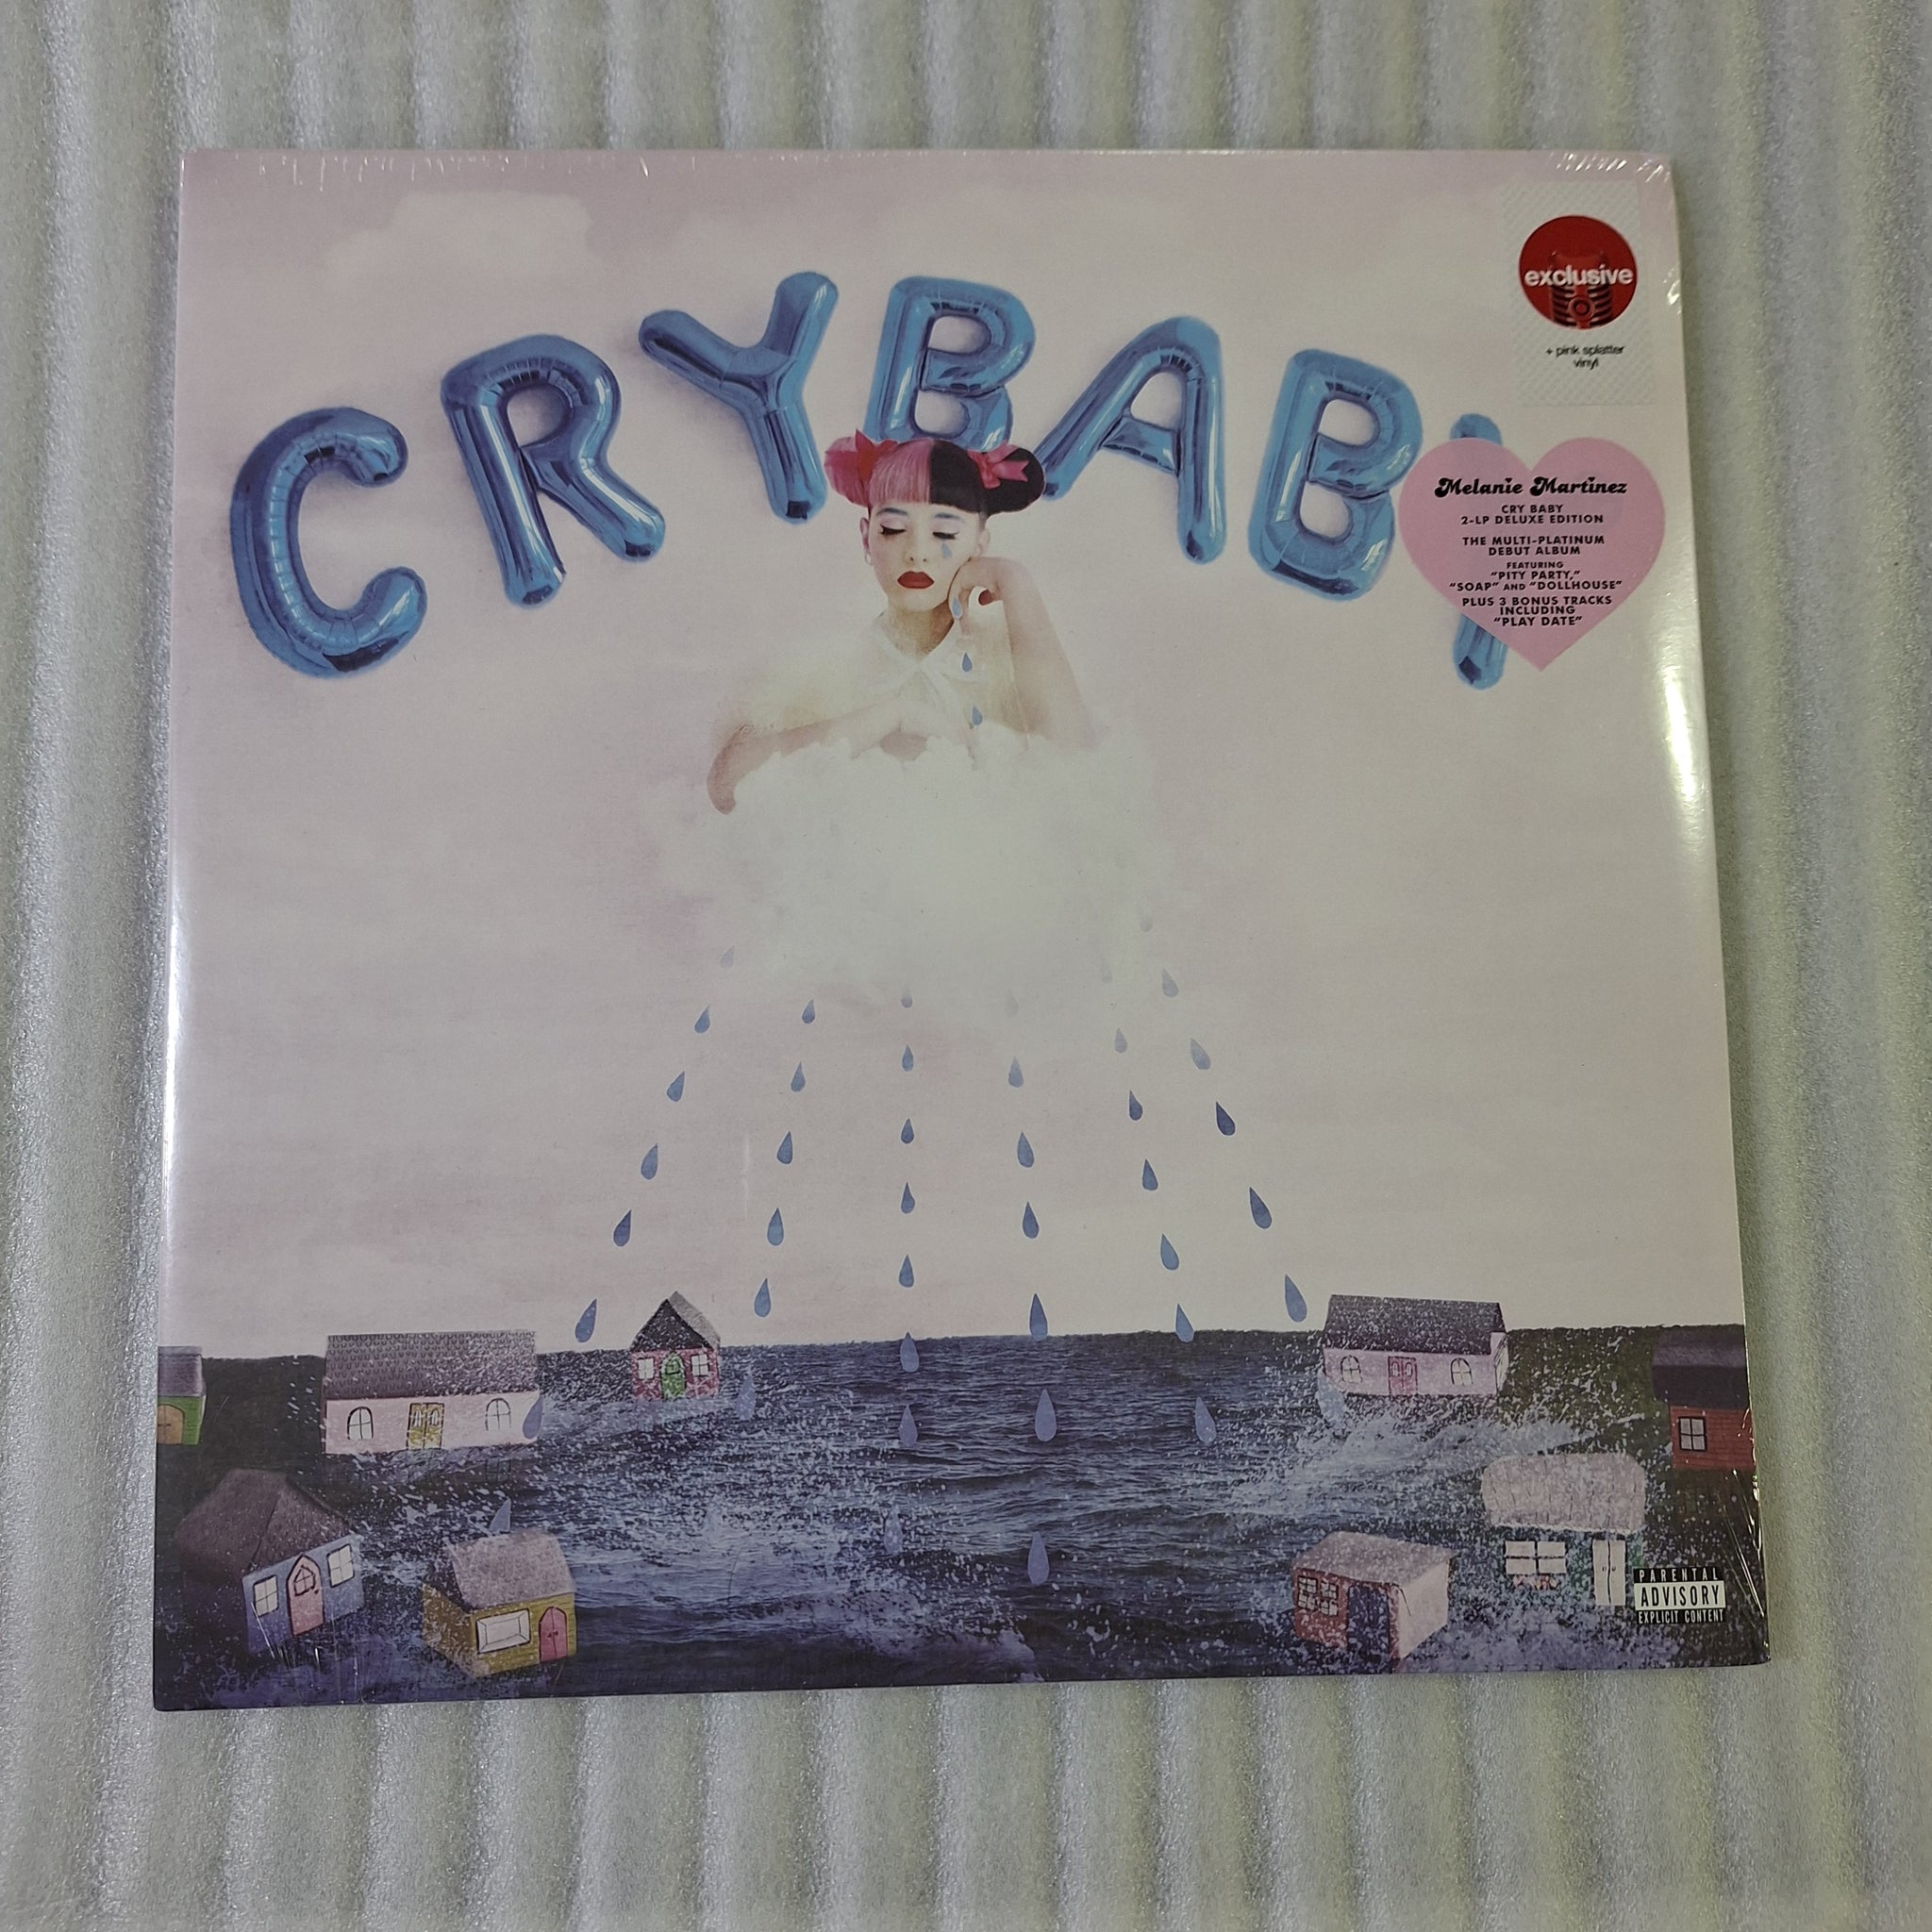 CRYBABY
exclusive
+ pink splatter
vinyl
Melanie Martinez
CRY BABY
2-LP DELUXE EDITION
THE MULTI-PLATINUM
DEBUT ALBUM
FEATURING
"PITY PARTY,"
"SOAP" AND "DOLLHOUSE"
PLUS 3 BONUS TRACKS
INCLUDING
"PLAY DATE"
PARENTAL
ADVISORY
EXPLICIT CONTENT